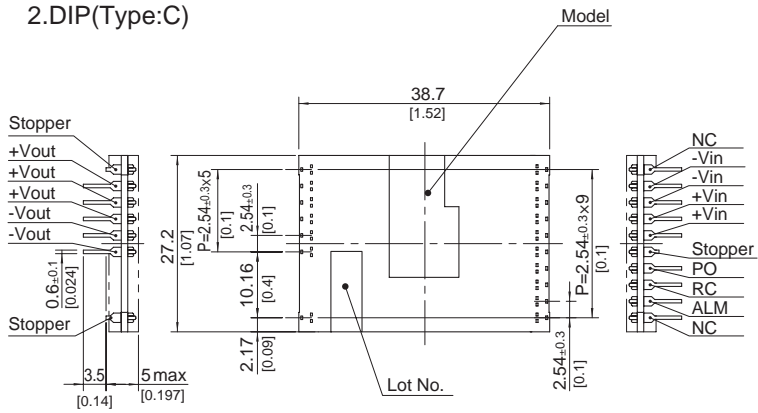 2.DIP(Type:C)
Model
38.7
[1.52]
Stopper
+Vout
+Vout
+Vout
-Vout
-Vout
0.6±0.1
[0.024]
Stopper
3.5
[0.14]
5 max
[0.197]
27.2
[1.07]
P=2.54±0.3x5
[0.1]
2.54±0.3
[0.1]
10.16
[0.4]
2.17
[0.09]
Lot No.
P=2.54±0.3x9
[0.1]
2.54±0.3
[0.1]
NC
-Vin
-Vin
+Vin
+Vin
Stopper
PO
RC
ALM
NC